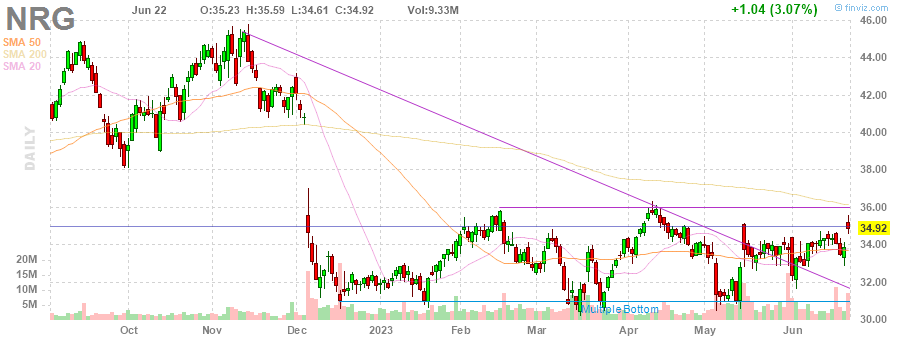 NRG
Jun 22 O:35.23 H:35.59 L:34.61 C:34.92 Vol:9.33M
+1.04 (3.07%)
© finviz.com
SMA 50
SMA 200
SMA 20
DAILY
46.00
44.00
42.00
40.00
38.00
36.00
34.92
34.00
32.00
30.00
20M
15M
10M
5M
Multiple Bottom
Oct Nov Dec 2023 Feb Mar Apr May Jun